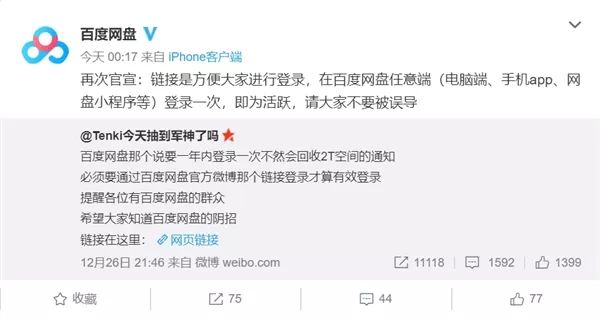 百度网盘
今天 00:17 来自 iPhone客户端
再次官宣：链接是方便大家进行登录，在百度网盘任意端（电脑端、手机app、网
盘小程序等）登录一次，即为活跃，请大家不要被误导
@Tenki今天抽到军神了吗
百度网盘那个说要一年内登录一次不然会回收2T空间的通知
必须要通过百度网盘官方微博那个链接登录才算有效登录
提醒各位有百度网盘的群众
希望大家知道百度网盘的阴招
链接在这里： 网页链接
12月26日 21:46 来自 微博 weibo.com 11118 1592 1399
收藏 75 44 77